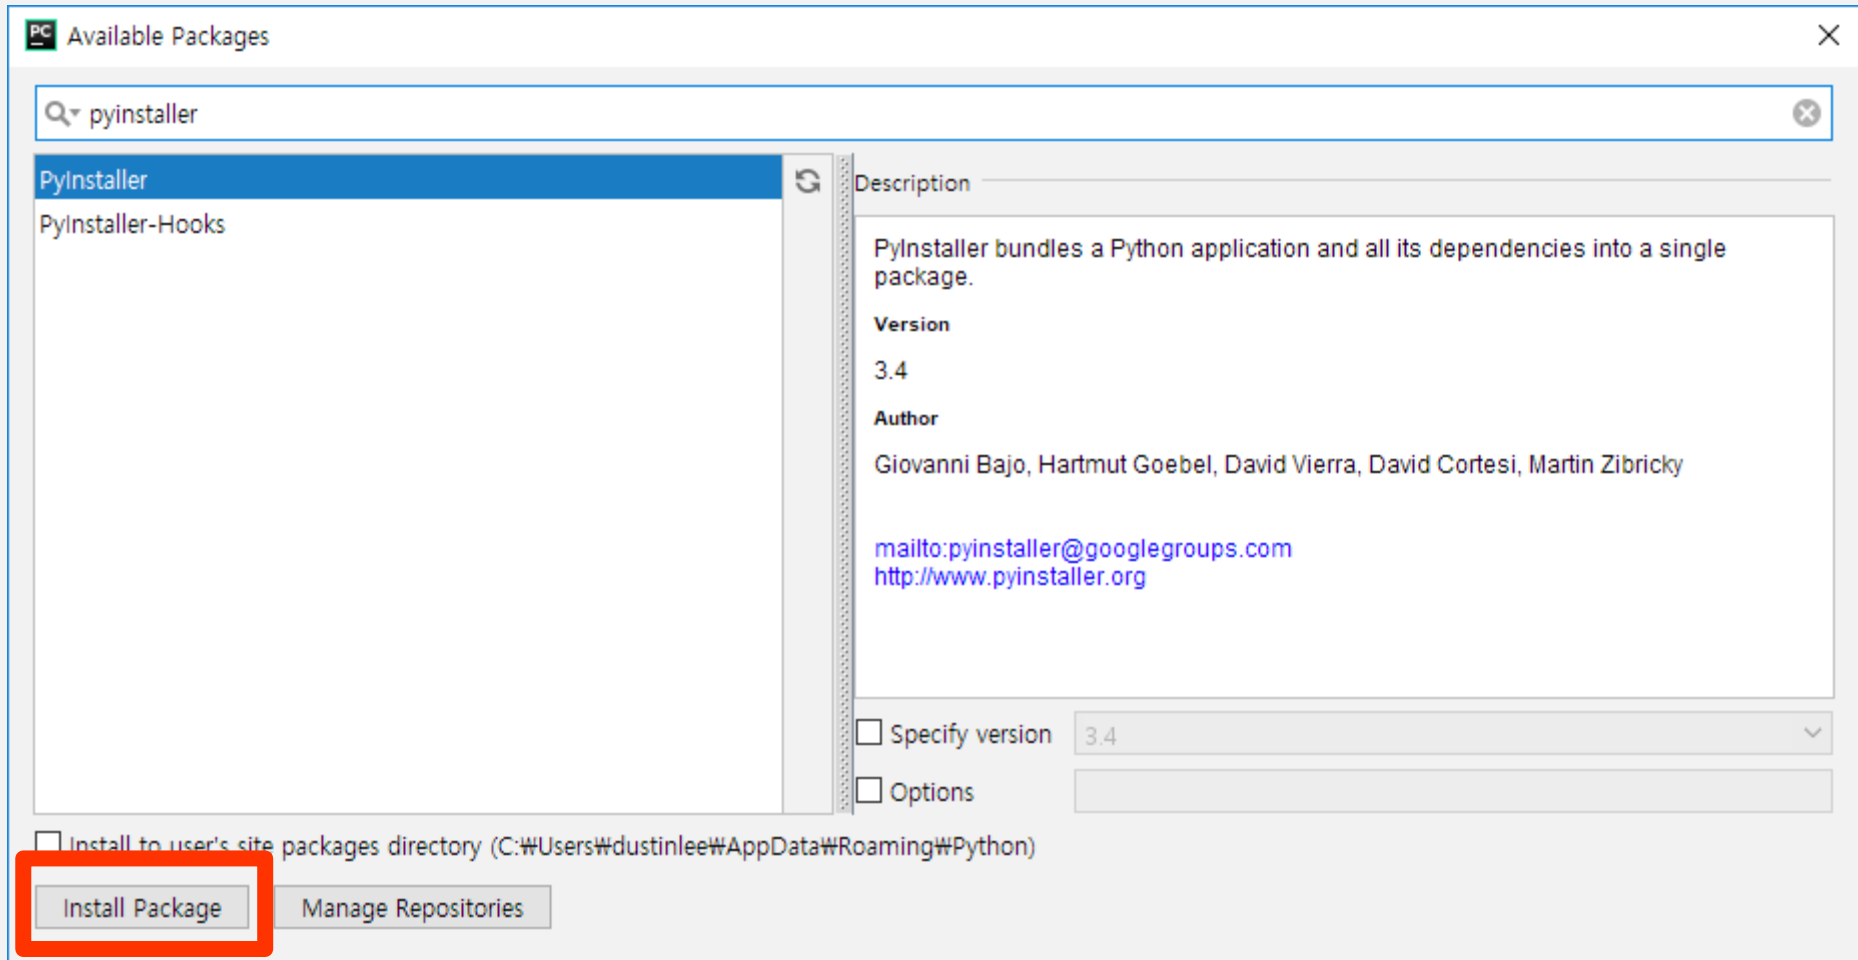 PC Available Packages
pyinstaller
PyInstaller
PyInstaller-Hooks
Description
PyInstaller bundles a Python application and all its dependencies into a single
package.
Version
3.4
Author
Giovanni Bajo, Hartmut Goebel, David Vierra, David Cortesi, Martin Zibricky
mailto:pyinstaller@googlegroups.com
http://www.pyinstaller.org
Specify version 3.4
Options
Install to user's site packages directory (C:₩Users₩dustinlee₩AppData₩Roaming₩Python)
Install Package Manage Repositories